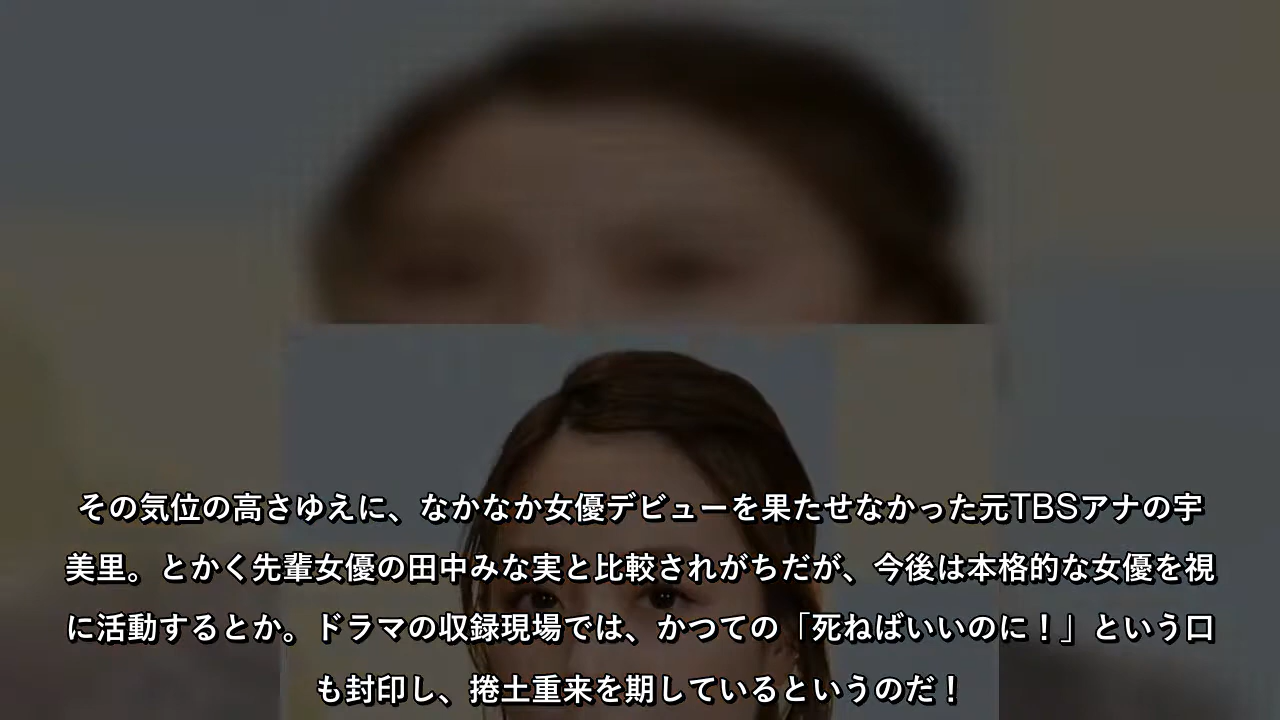 その気位の高さゆえに、なかなか女優デビューを果たせなかった元TBSアナの宇
美里。とかく先輩女優の田中みな実と比較されがちだが、今後は本格的な女優を視
に活動するとか。ドラマの収録現場では、かつての「死ねばいいのに！」という口
も封印し、捲土重来を期しているというのだ！